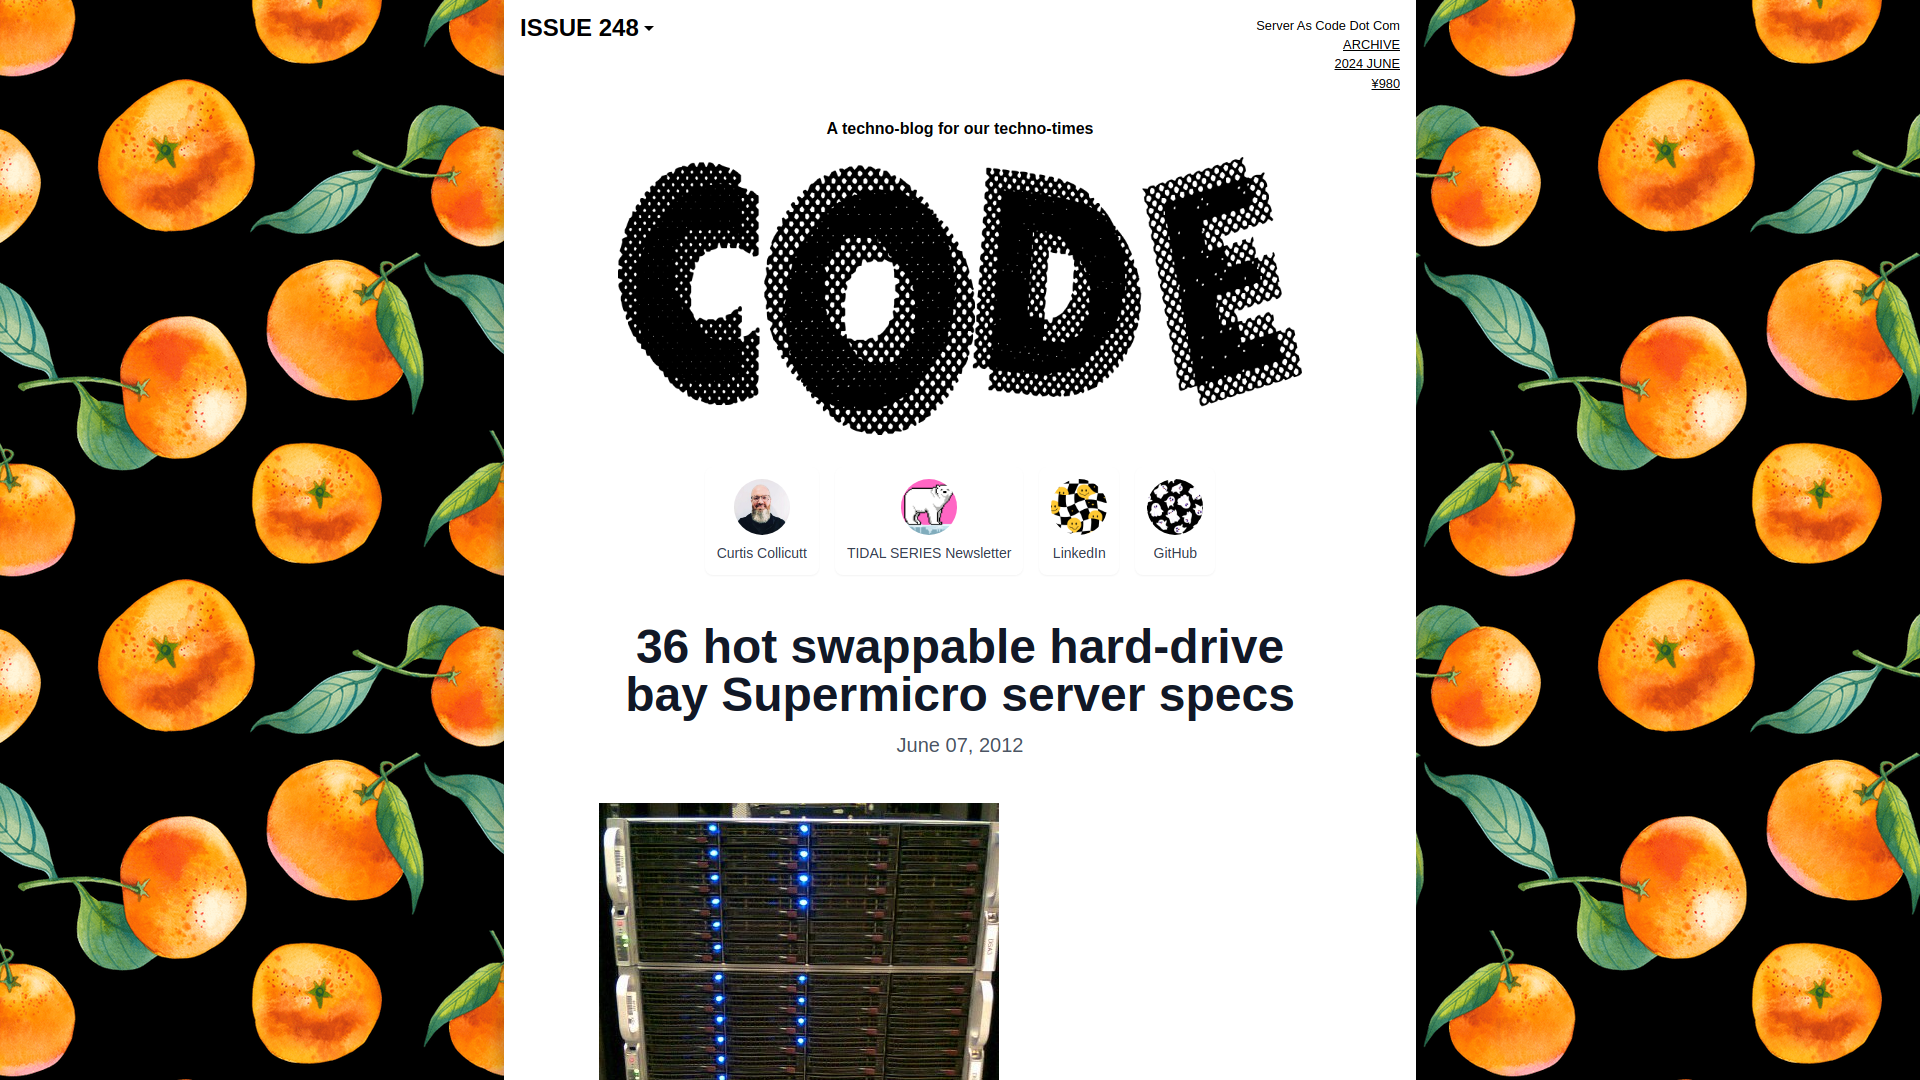 ISSUE 248
Server As Code Dot Com
ARCHIVE
2024 JUNE
¥980
A techno-blog for our techno-times
CODE
Curtis Collicutt
TIDAL SERIES Newsletter
LinkedIn
GitHub
36 hot swappable hard-drive
bay Supermicro server specs
June 07, 2012